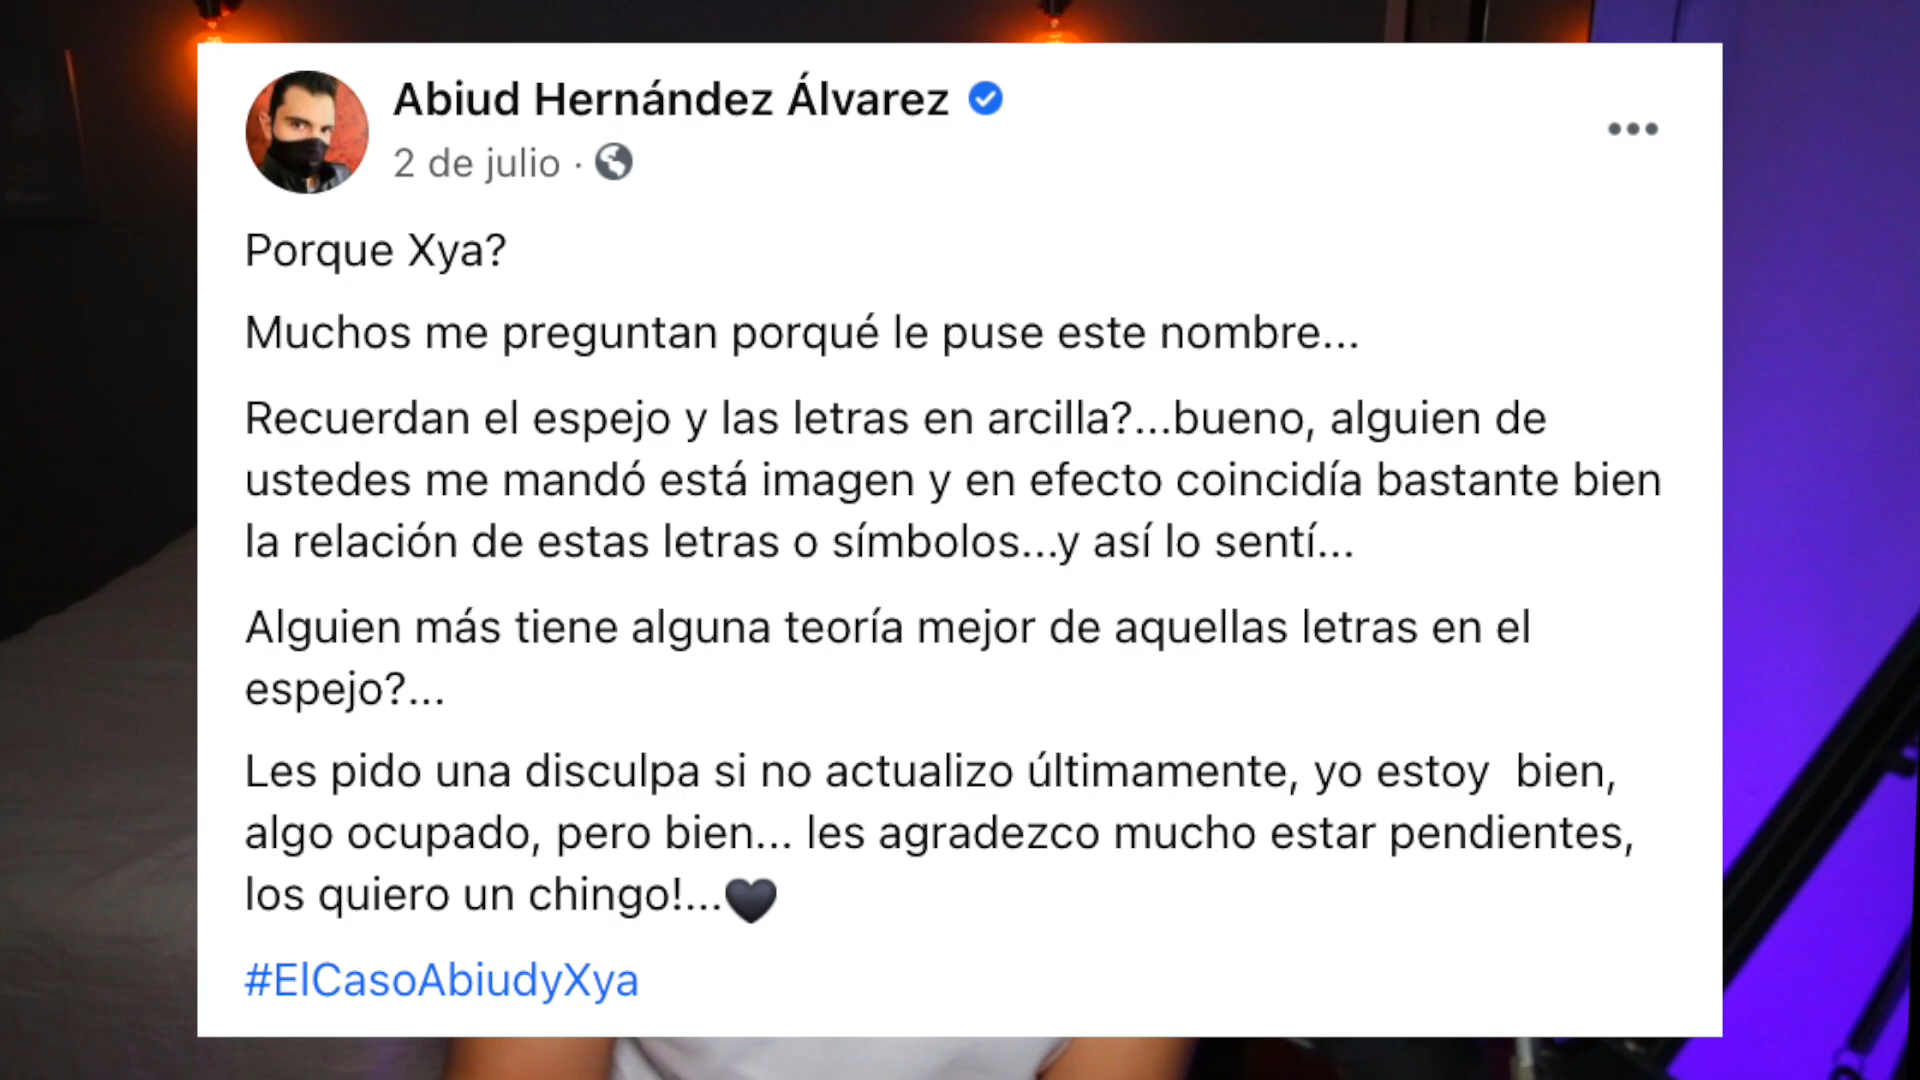 Abiud Hernández Álvarez
2 de julio ·
Porque Xya?
Muchos me preguntan porqué le puse este nombre...
Recuerdan el espejo y las letras en arcilla?...bueno, alguien de
ustedes me mandó está imagen y en efecto coincidía bastante bien
la relación de estas letras o símbolos...y así lo sentí...
Alguien más tiene alguna teoría mejor de aquellas letras en el
espejo?...
Les pido una disculpa si no actualizo últimamente, yo estoy  bien,
algo ocupado, pero bien... les agradezco mucho estar pendientes,
los quiero un chingo!...🖤
#ElCasoAbiudyXya